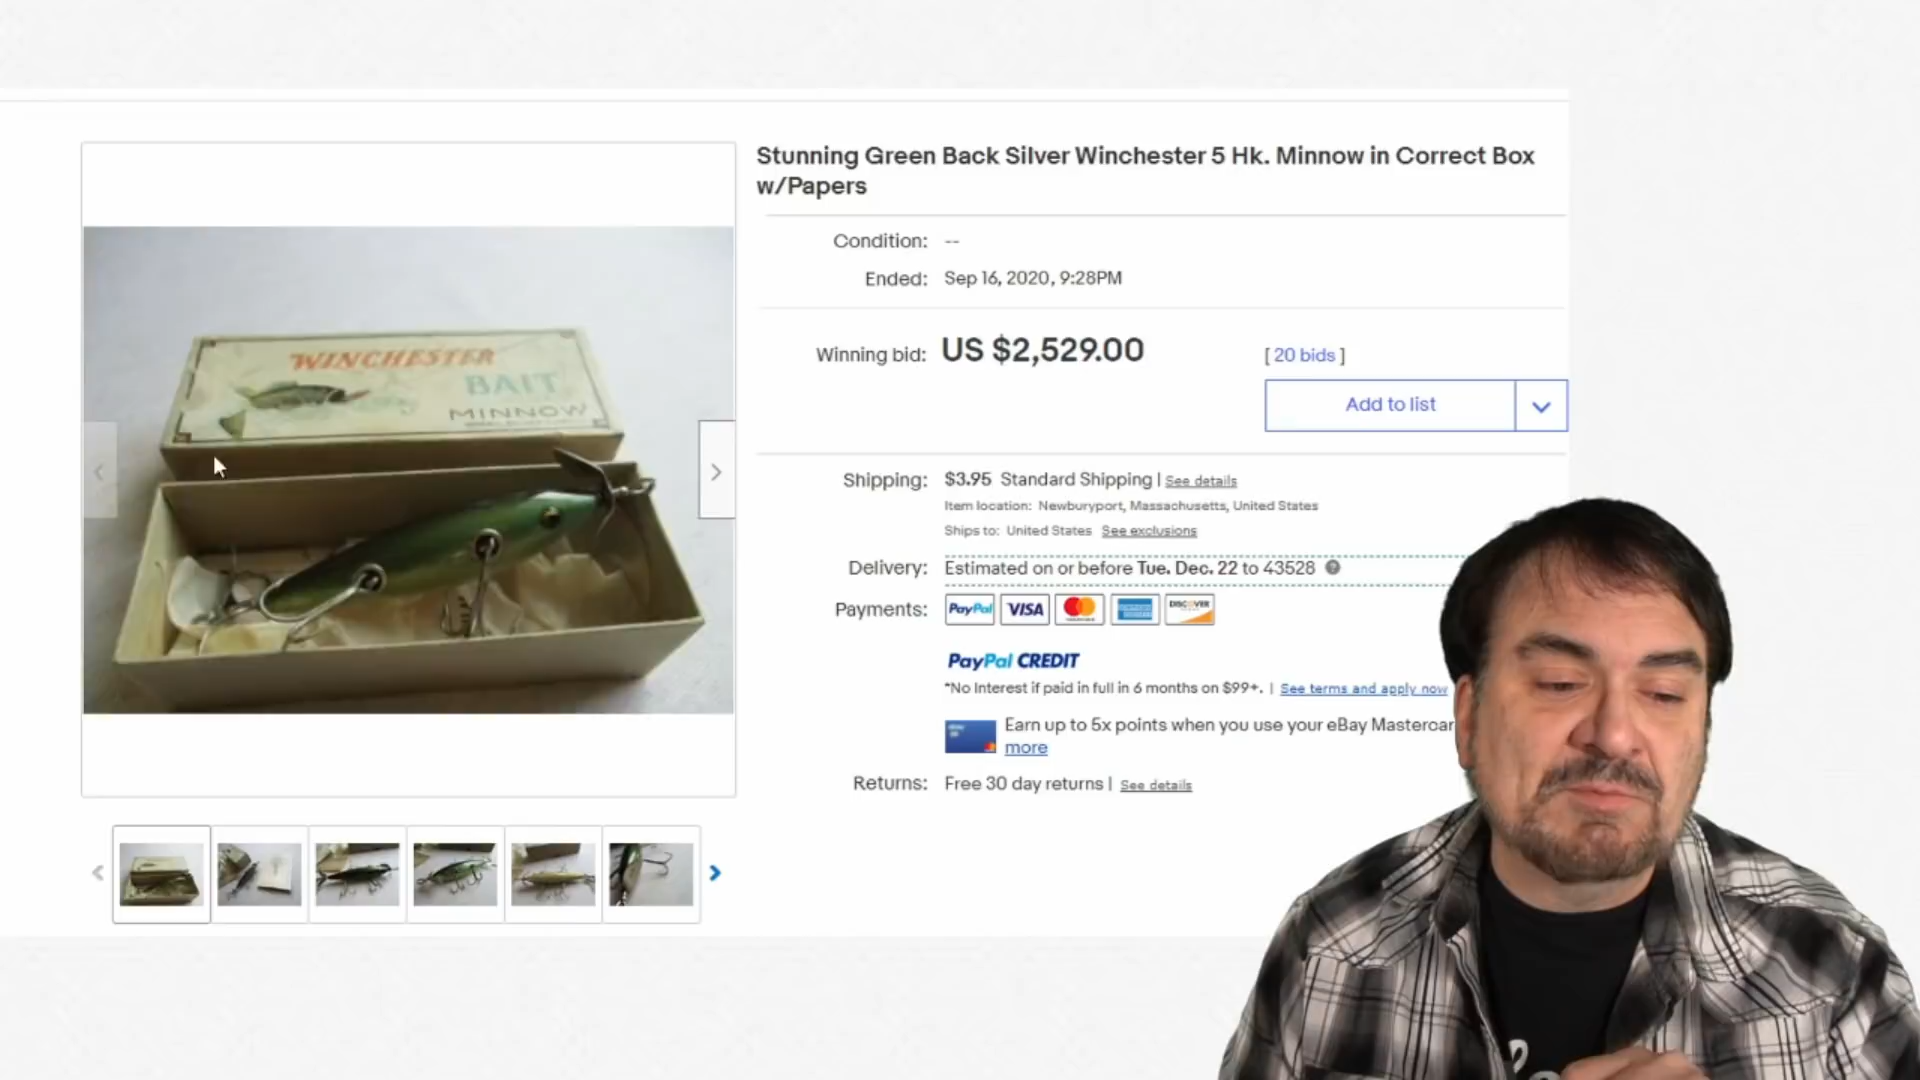 Stunning Green Back Silver Winchester 5 Hk. Minnow in Correct Box
w/Papers
Condition: --
Ended: Sep 16, 2020, 9:28PM
Winning bid: US $2,529.00 [ 20 bids ]
Add to list
Shipping: $3.95 Standard Shipping | See details
Item location: Newburyport, Massachusetts, United States
Ships to: United States See exclusions
Delivery: Estimated on or before Tue. Dec. 22 to 43528
Payments: PayPal VISA DISCOVER
PayPal CREDIT
*No Interest if paid in full in 6 months on $99+. | See terms and apply now
Earn up to 5x points when you use your eBay Mastercar
more
Returns: Free 30 day returns | See details
WINCHESTER
BAIT
MINNOW